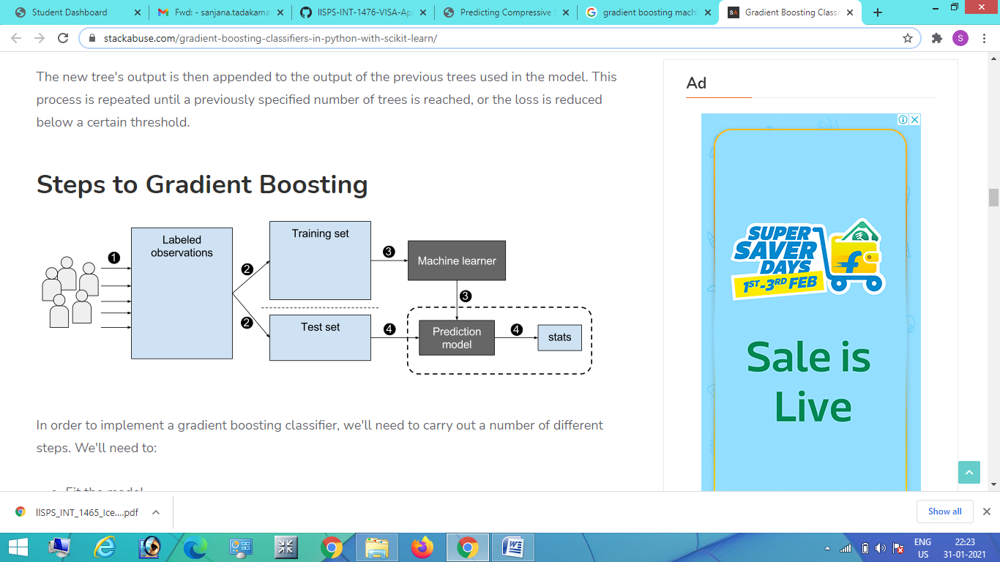 Student Dashboard
Fwd: - sanjana.tadakama
IISPS-INT-1476-VISA-App
Predicting Compressive S
gradient boosting machi
SA
Gradient Boosting Classi
stackabuse.com/gradient-boosting-classifiers-in-python-with-scikit-learn/
S
The new tree's output is then appended to the output of the previous trees used in the model. This
process is repeated until a previously specified number of trees is reached, or the loss is reduced
below a certain threshold.
Steps to Gradient Boosting
1
Labeled
observations
2
2
Training set
Test set
3
Machine learner
3
4
Prediction
model
4
stats
In order to implement a gradient boosting classifier, we'll need to carry out a number of different
steps. We'll need to:
Fit the model
Ad
SUPER
SAVER
DAYS
1ST-3RD FEB
₹
f
Sale is
Live
IISPS_INT_1465_Ice....pdf
Show all
W
ENG
US
22:23
31-01-2021